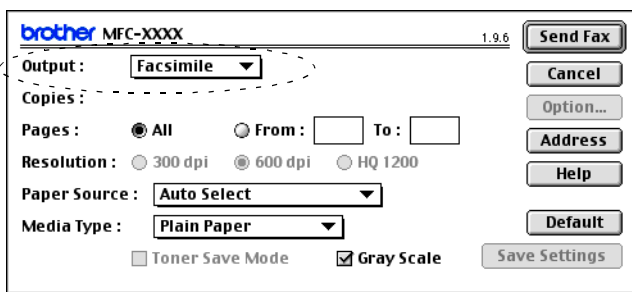 brother MFC-XXXX 1.9.6 Send Fax
Output : Facsimile Cancel
Copies : Option...
Pages : All From : To : Address
Resolution : 300 dpi 600 dpi HQ 1200 Help
Paper Source : Auto Select
Media Type : Plain Paper Default
Toner Save Mode Gray Scale Save Settings